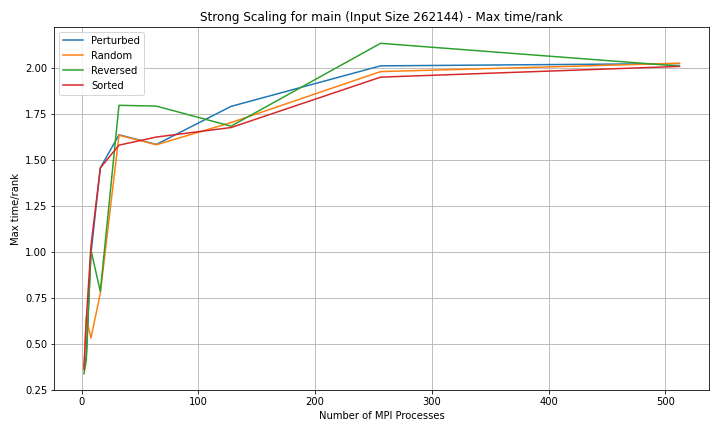 Strong Scaling for main (Input Size 262144) - Max time/rank
Perturbed
Random
Reversed
Sorted
Max time/rank
2.00
1.75
1.50
1.25
1.00
0.75
0.50
0.25
0
100
200
300
400
500
Number of MPI Processes